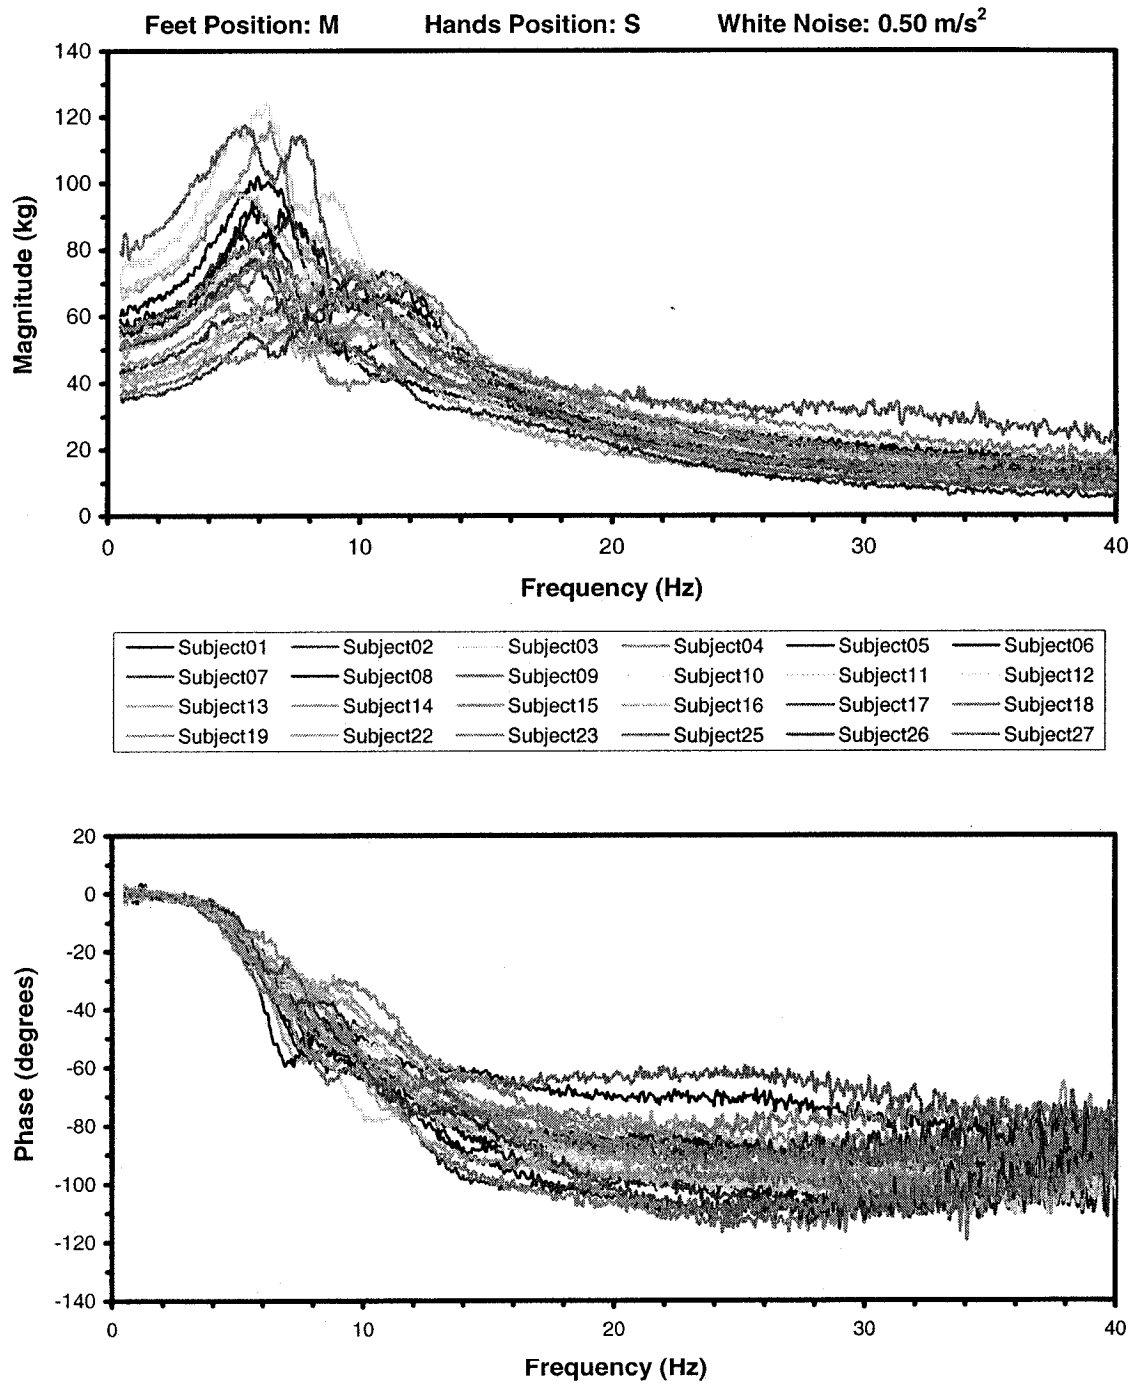 Feet Position: M Hands Position: S White Noise: 0.50 m/s²
140
120
100
80
60
40
20
0
Magnitude (kg)
0 10 20 30 40
Frequency (Hz)
Subject01 Subject02 Subject03 Subject04 Subject05 Subject06
Subject07 Subject08 Subject09 Subject10 Subject11 Subject12
Subject13 Subject14 Subject15 Subject16 Subject17 Subject18
Subject19 Subject22 Subject23 Subject25 Subject26 Subject27
20
0
-20
-40
-60
-80
-100
-120
-140
Phase (degrees)
0 10 20 30 40
Frequency (Hz)